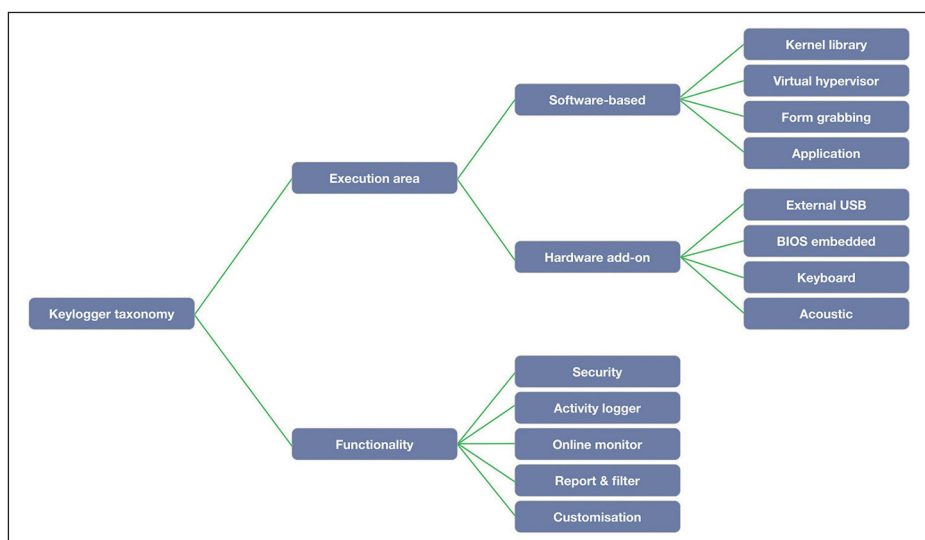 Keylogger taxonomy
Execution area
Software-based
Kernel library
Virtual hypervisor
Form grabbing
Application
Hardware add-on
External USB
BIOS embedded
Keyboard
Acoustic
Functionality
Security
Activity logger
Online monitor
Report & filter
Customisation